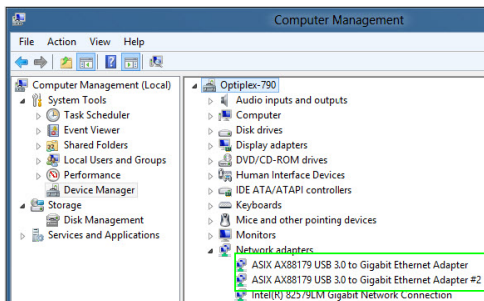 Computer Management
File Action View Help
Computer Management (Local)
System Tools
Task Scheduler
Event Viewer
Shared Folders
Local Users and Groups
Performance
Device Manager
Storage
Disk Management
Services and Applications
Optiplex-790
Audio inputs and outputs
Computer
Disk drives
Display adapters
DVD/CD-ROM drives
Human Interface Devices
IDE ATA/ATAPI controllers
Keyboards
Mice and other pointing devices
Monitors
Network adapters
ASIX AX88179 USB 3.0 to Gigabit Ethernet Adapter
ASIX AX88179 USB 3.0 to Gigabit Ethernet Adapter #2
Intel(R) 82579LM Gigabit Network Connection